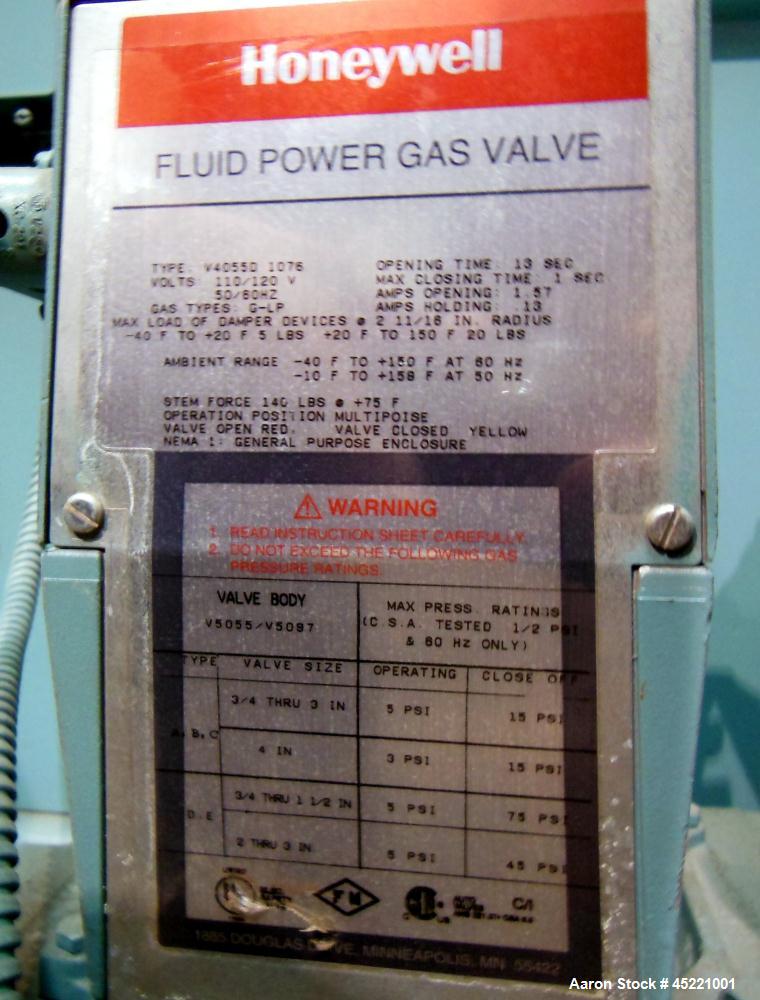 Honeywell
FLUID POWER GAS VALVE
TYPE: V4055D 1076
OPENING TIME: 13 SEC
VOLTS: 110/120 V
MAX CLOSING TIME: 1 SEC
50/60HZ
AMPS OPENING: 1.57
GAS TYPES: G-LP
AMPS HOLDING: .13
MAX LOAD OF DAMPER DEVICES @ 2 11/16 IN. RADIUS
-40 F TO +20 F 5 LBS +20 F TO 150 F 20 LBS
AMBIENT RANGE -40 F TO +150 F AT 60 Hz
-10 F TO +158 F AT 50 Hz
STEM FORCE 140 LBS @ +75 F
OPERATION POSITION MULTIPOISE
VALVE OPEN RED. VALVE CLOSED YELLOW
NEMA 1: GENERAL PURPOSE ENCLOSURE
WARNING
1. READ INSTRUCTION SHEET CAREFULLY.
2. DO NOT EXCEED THE FOLLOWING GAS
PRESSURE RATINGS.
VALVE BODY
V5055/V5097
MAX PRESS. RATINGS
(C.S.A. TESTED 1/2 PSI
& 60 Hz ONLY)
TYPE VALVE SIZE OPERATING CLOSE OFF
A, B, C
3/4 THRU 3 IN 5 PSI 15 PSI
4 IN 3 PSI 15 PSI
D, E
3/4 THRU 1 1/2 IN 5 PSI 75 PSI
2 THRU 3 IN 5 PSI 45 PSI
FM
C/I
1885 DOUGLAS DRIVE, MINNEAPOLIS, MN 55422
Aaron Stock # 45221001